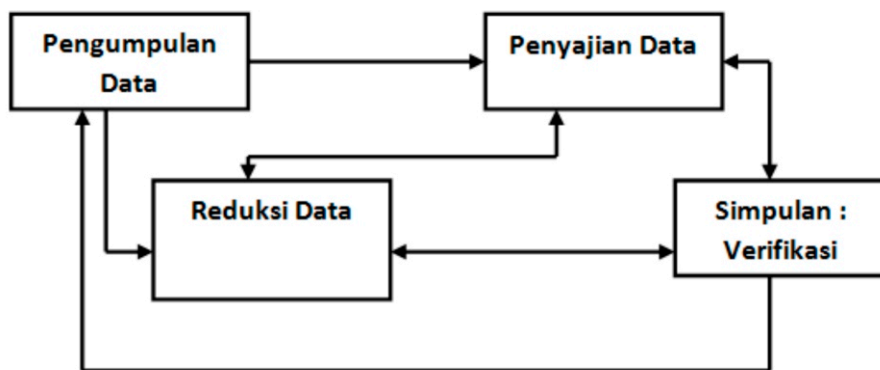 Pengumpulan
Data
Penyajian Data
Reduksi Data
Simpulan :
Verifikasi